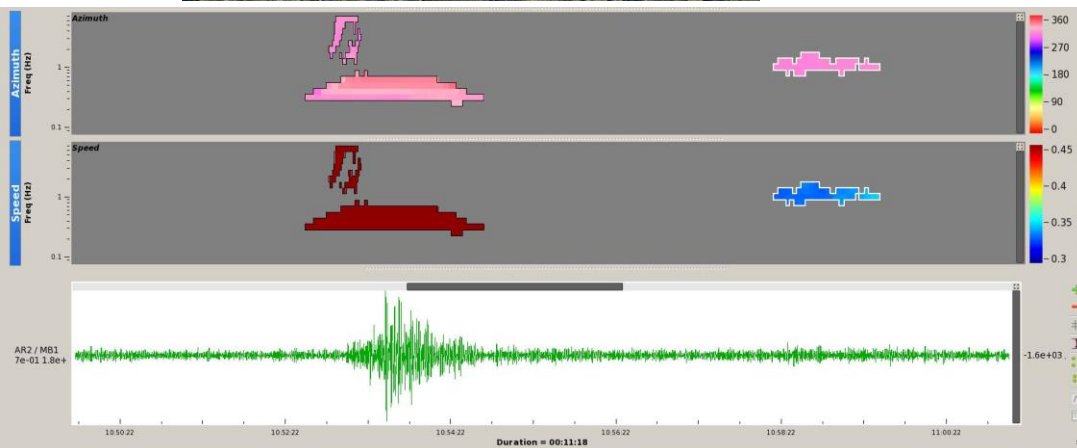 Azimuth
Azimuth
Freq (Hz)
1
0.1
360
270
180
90
0
Speed
Speed
Freq (Hz)
1
0.1
0.45
0.4
0.35
0.3
AR2 / MB1
7e-01 1.8e+
-1.6e+03
10:50:22
10:52:22
10:54:22
10:56:22
10:58:22
11:00:22
Duration = 00:11:18